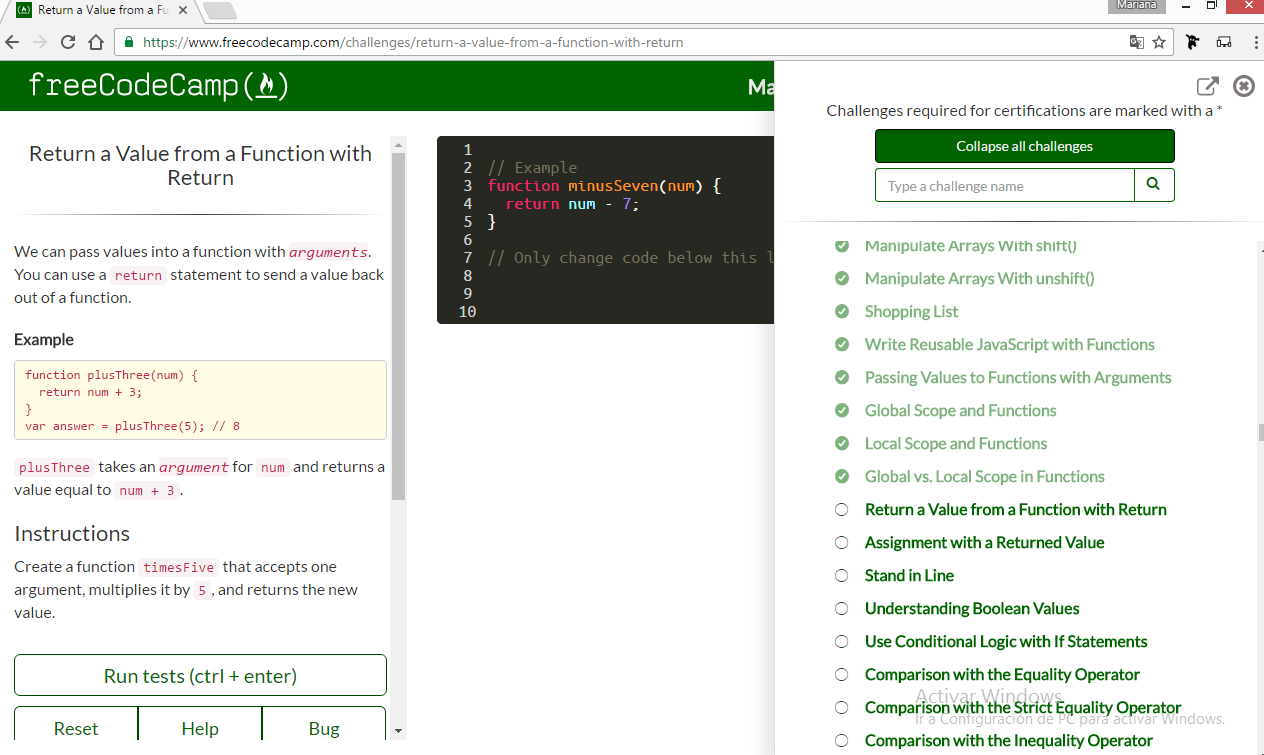 Return a Value from a Fu
Mariana
https://www.freecodecamp.com/challenges/return-a-value-from-a-function-with-return
freeCodeCamp
Ma
Return a Value from a Function with
Return
We can pass values into a function with arguments.
You can use a return statement to send a value back
out of a function.
Example
function plusThree(num) {
  return num + 3;
}
var answer = plusThree(5); // 8
plusThree takes an argument for num and returns a
value equal to num + 3 .
Instructions
Create a function timesFive that accepts one
argument, multiplies it by 5 , and returns the new
value.
Run tests (ctrl + enter)
Reset Help Bug
1
2 // Example
3 function minusSeven(num) {
4   return num - 7;
5 }
6
7 // Only change code below this l
8
9
10
Challenges required for certifications are marked with a *
Collapse all challenges
Type a challenge name
Manipulate Arrays With shift()
Manipulate Arrays With unshift()
Shopping List
Write Reusable JavaScript with Functions
Passing Values to Functions with Arguments
Global Scope and Functions
Local Scope and Functions
Global vs. Local Scope in Functions
Return a Value from a Function with Return
Assignment with a Returned Value
Stand in Line
Understanding Boolean Values
Use Conditional Logic with If Statements
Comparison with the Equality Operator
Comparison with the Strict Equality Operator
Comparison with the Inequality Operator
Activar Windows
Ir a Configuración de PC para activar Windows.